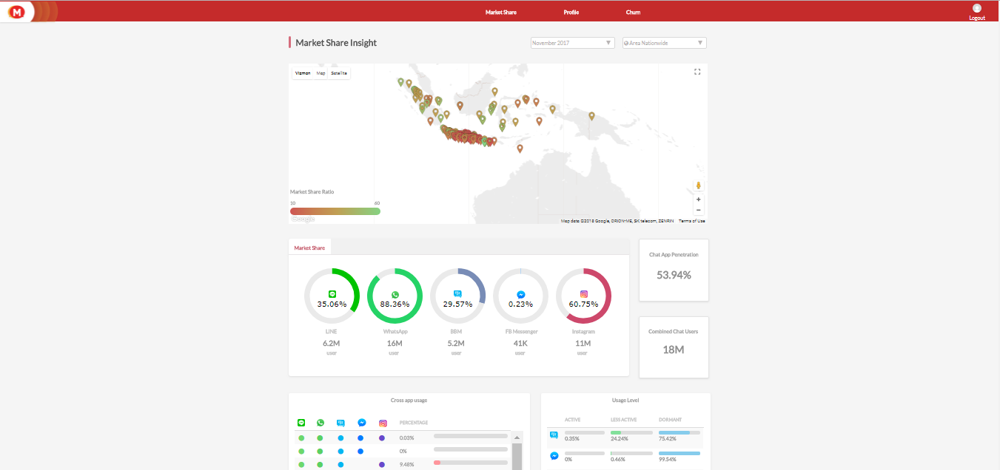 M
Market Share
Profile
Churn
Logout
Market Share Insight
November 2017
Area Nationwide
Vizmon
Map
Satellite
Market Share Ratio
10
60
Google
Map data ©2018 Google, ORION-ME, SK telecom, ZENRIN
Terms of Use
Market Share
35.06%
88.36%
29.57%
0.23%
60.75%
LINE
WhatsApp
BBM
FB Messenger
Instagram
6.2M
16M
5.2M
41K
11M
user
user
user
user
user
Chat App Penetration
53.94%
Combined Chat Users
18M
Cross app usage
PERCENTAGE
0.03%
0%
9.48%
Usage Level
ACTIVE
LESS ACTIVE
DORMANT
0.35%
24.24%
75.42%
0%
0.46%
99.54%